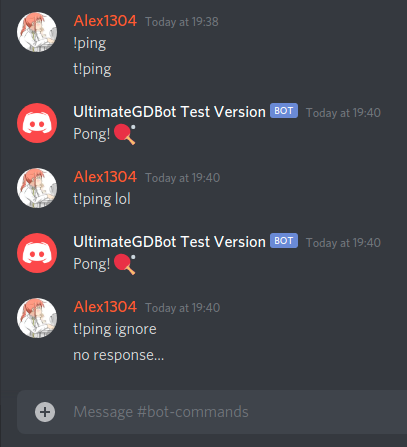 Alex1304 Today at 19:38
!ping
t!ping
UltimateGDBot Test Version BOT Today at 19:40
Pong! 🏓
Alex1304 Today at 19:40
t!ping lol
UltimateGDBot Test Version BOT Today at 19:40
Pong! 🏓
Alex1304 Today at 19:40
t!ping ignore
no response...
Message #bot-commands